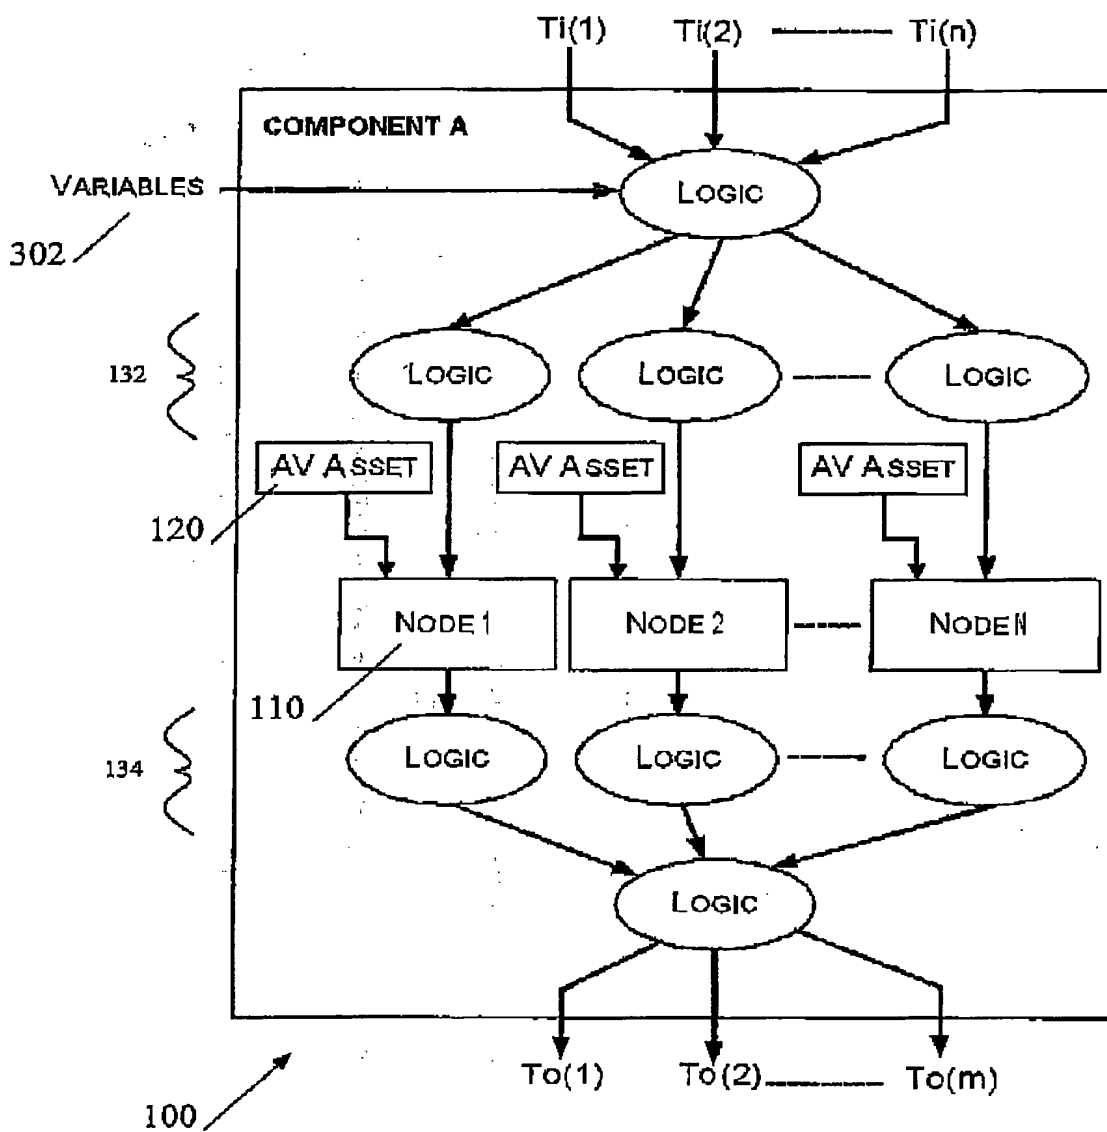 Ti(1) Ti(2) Ti(n)
COMPONENT A
VARIABLES
LOGIC
302
132
LOGIC LOGIC LOGIC
AV ASSET AV ASSET AV ASSET
120
NODE 1 NODE 2 NODE N
110
134
LOGIC LOGIC LOGIC
LOGIC
To(1) To(2) To(m)
100